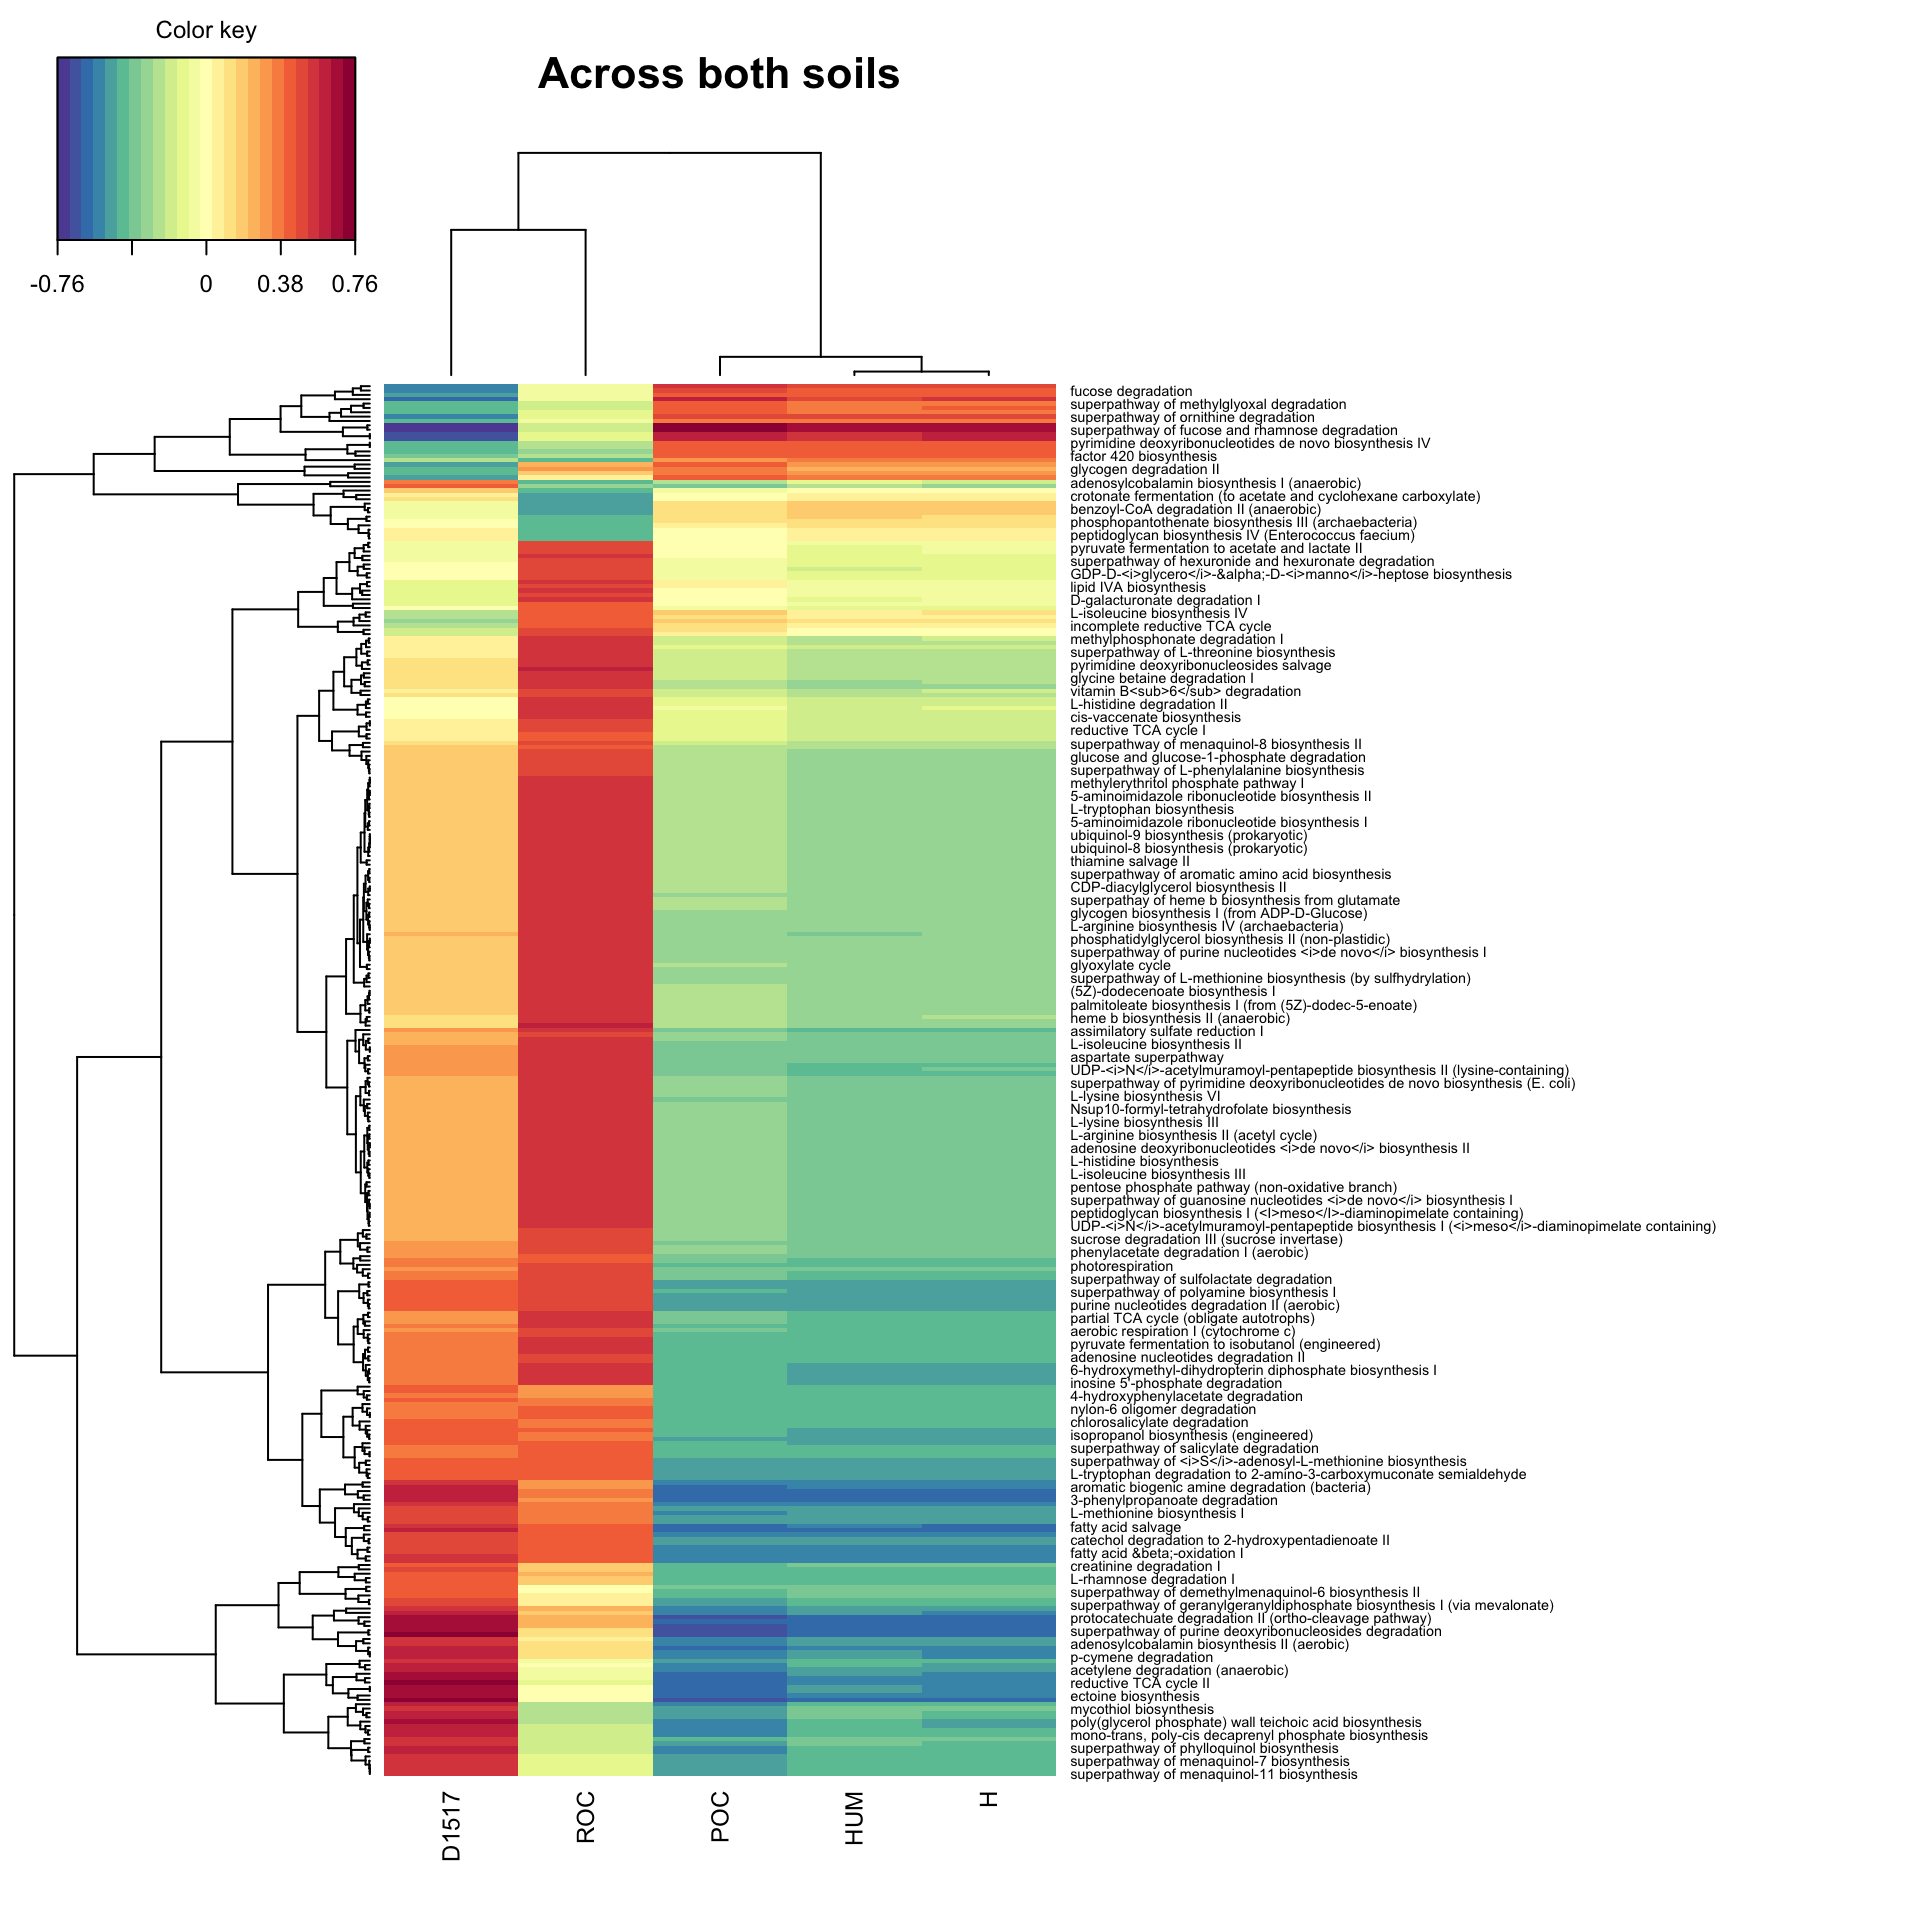 Color key
-0.76 0 0.38 0.76
Across both soils
fucose degradation
superpathway of methylglyoxal degradation
superpathway of ornithine degradation
superpathway of fucose and rhamnose degradation
pyrimidine deoxyribonucleotides de novo biosynthesis IV
factor 420 biosynthesis
glycogen degradation II
adenosylcobalamin biosynthesis I (anaerobic)
crotonate fermentation (to acetate and cyclohexane carboxylate)
benzoyl-CoA degradation II (anaerobic)
phosphopantothenate biosynthesis III (archaebacteria)
peptidoglycan biosynthesis IV (Enterococcus faecium)
pyruvate fermentation to acetate and lactate II
superpathway of hexuronide and hexuronate degradation
GDP-D-<i>glycero</i>-&alpha;-D-<i>manno</i>-heptose biosynthesis
lipid IVA biosynthesis
D-galacturonate degradation I
L-isoleucine biosynthesis IV
incomplete reductive TCA cycle
methylphosphonate degradation I
superpathway of L-threonine biosynthesis
pyrimidine deoxyribonucleosides salvage
glycine betaine degradation I
vitamin B<sub>6</sub> degradation
L-histidine degradation II
cis-vaccenate biosynthesis
reductive TCA cycle I
superpathway of menaquinol-8 biosynthesis II
glucose and glucose-1-phosphate degradation
superpathway of L-phenylalanine biosynthesis
methylerythritol phosphate pathway I
5-aminoimidazole ribonucleotide biosynthesis II
L-tryptophan biosynthesis
5-aminoimidazole ribonucleotide biosynthesis I
ubiquinol-9 biosynthesis (prokaryotic)
ubiquinol-8 biosynthesis (prokaryotic)
thiamine salvage II
superpathway of aromatic amino acid biosynthesis
CDP-diacylglycerol biosynthesis II
superpathay of heme b biosynthesis from glutamate
glycogen biosynthesis I (from ADP-D-Glucose)
L-arginine biosynthesis IV (archaebacteria)
phosphatidylglycerol biosynthesis II (non-plastidic)
superpathway of purine nucleotides <i>de novo</i> biosynthesis I
glyoxylate cycle
superpathway of L-methionine biosynthesis (by sulfhydrylation)
(5Z)-dodecenoate biosynthesis I
palmitoleate biosynthesis I (from (5Z)-dodec-5-enoate)
heme b biosynthesis II (anaerobic)
assimilatory sulfate reduction I
L-isoleucine biosynthesis II
aspartate superpathway
UDP-<i>N</i>-acetylmuramoyl-pentapeptide biosynthesis II (lysine-containing)
superpathway of pyrimidine deoxyribonucleotides de novo biosynthesis (E. coli)
L-lysine biosynthesis VI
Nsup10-formyl-tetrahydrofolate biosynthesis
L-lysine biosynthesis III
L-arginine biosynthesis II (acetyl cycle)
adenosine deoxyribonucleotides <i>de novo</i> biosynthesis II
L-histidine biosynthesis
L-isoleucine biosynthesis III
pentose phosphate pathway (non-oxidative branch)
superpathway of guanosine nucleotides <i>de novo</i> biosynthesis I
peptidoglycan biosynthesis I (<I>meso</I>-diaminopimelate containing)
UDP-<i>N</i>-acetylmuramoyl-pentapeptide biosynthesis I (<i>meso</i>-diaminopimelate containing)
sucrose degradation III (sucrose invertase)
phenylacetate degradation I (aerobic)
photorespiration
superpathway of sulfolactate degradation
superpathway of polyamine biosynthesis I
purine nucleotides degradation II (aerobic)
partial TCA cycle (obligate autotrophs)
aerobic respiration I (cytochrome c)
pyruvate fermentation to isobutanol (engineered)
adenosine nucleotides degradation II
6-hydroxymethyl-dihydropterin diphosphate biosynthesis I
inosine 5'-phosphate degradation
4-hydroxyphenylacetate degradation
nylon-6 oligomer degradation
chlorosalicylate degradation
isopropanol biosynthesis (engineered)
superpathway of salicylate degradation
superpathway of <i>S</i>-adenosyl-L-methionine biosynthesis
L-tryptophan degradation to 2-amino-3-carboxymuconate semialdehyde
aromatic biogenic amine degradation (bacteria)
3-phenylpropanoate degradation
L-methionine biosynthesis I
fatty acid salvage
catechol degradation to 2-hydroxypentadienoate II
fatty acid &beta;-oxidation I
creatinine degradation I
L-rhamnose degradation I
superpathway of demethylmenaquinol-6 biosynthesis II
superpathway of geranylgeranyldiphosphate biosynthesis I (via mevalonate)
protocatechuate degradation II (ortho-cleavage pathway)
superpathway of purine deoxyribonucleosides degradation
adenosylcobalamin biosynthesis II (aerobic)
p-cymene degradation
acetylene degradation (anaerobic)
reductive TCA cycle II
ectoine biosynthesis
mycothiol biosynthesis
poly(glycerol phosphate) wall teichoic acid biosynthesis
mono-trans, poly-cis decaprenyl phosphate biosynthesis
superpathway of phylloquinol biosynthesis
superpathway of menaquinol-7 biosynthesis
superpathway of menaquinol-11 biosynthesis
D1517
ROC
POC
HUM
H